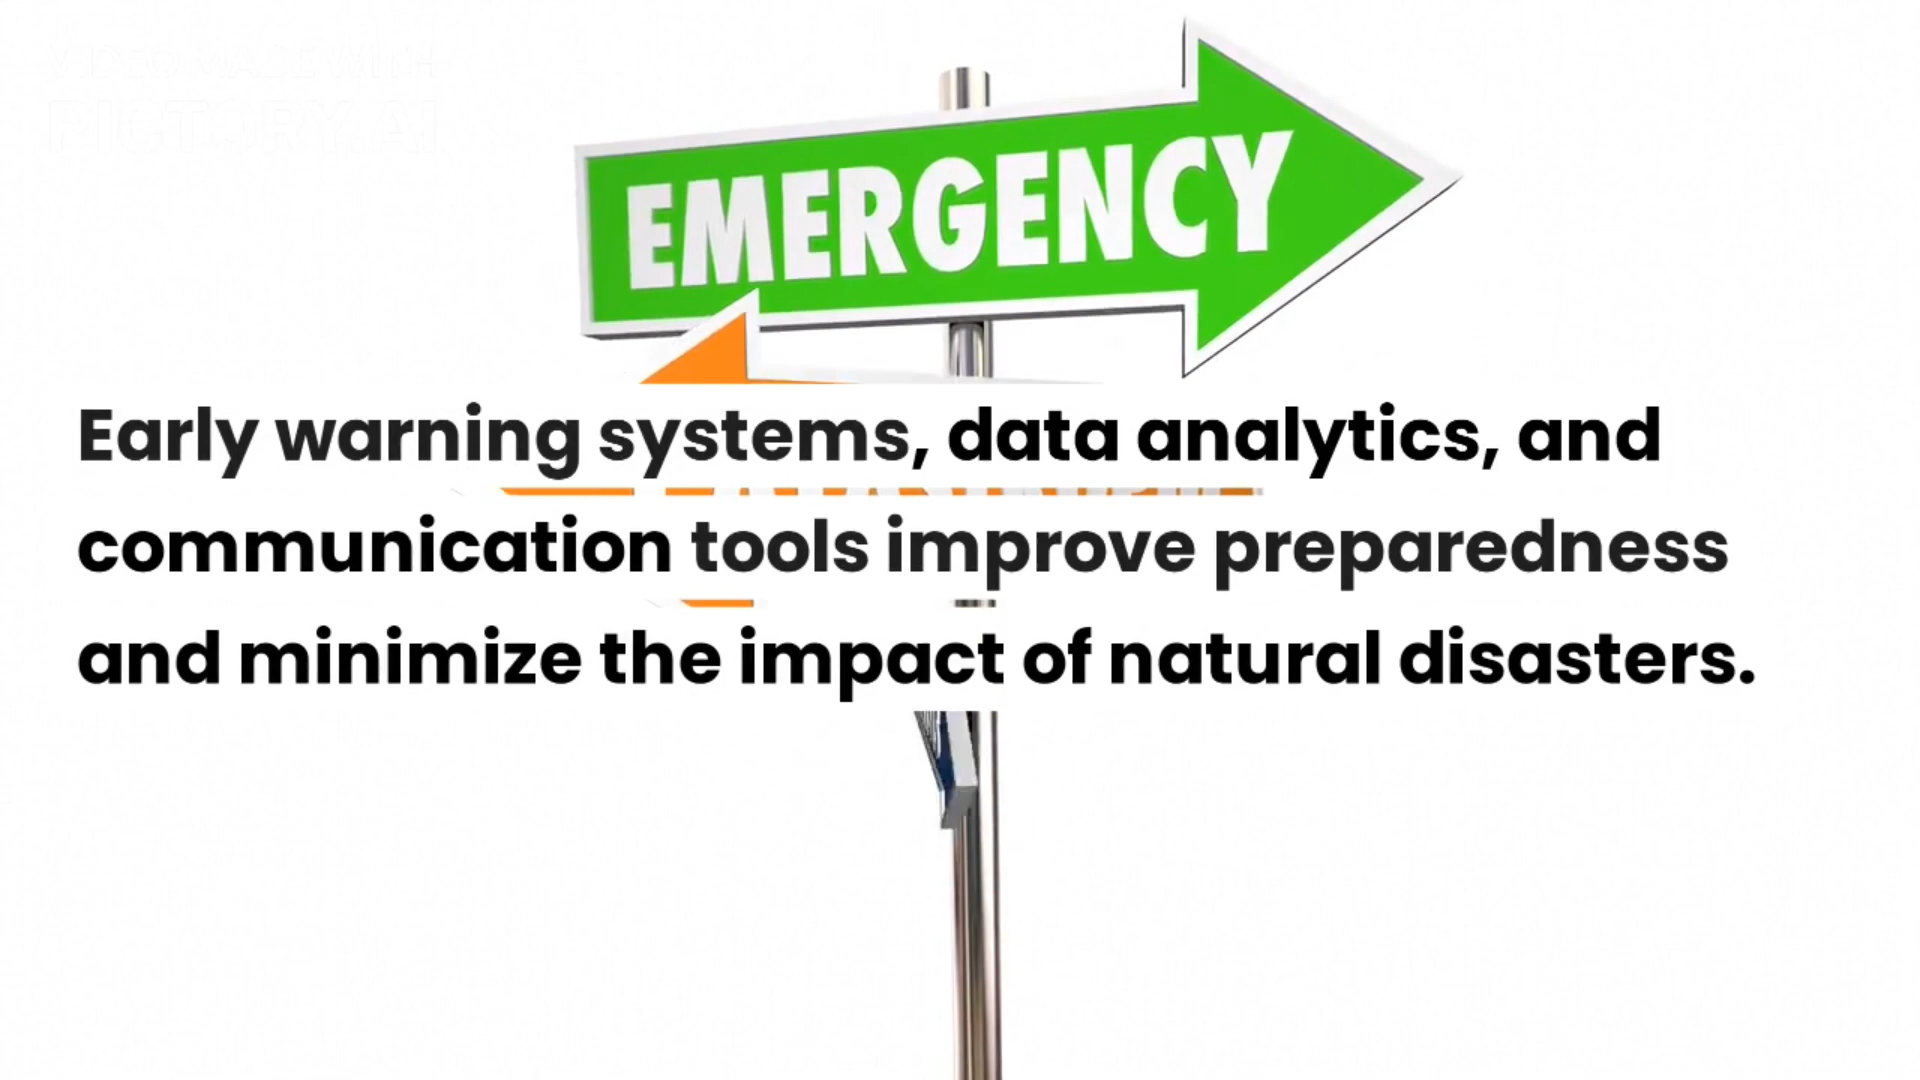 EMERGENCY
Early warning systems, data analytics, and
communication tools improve preparedness
and minimize the impact of natural disasters.